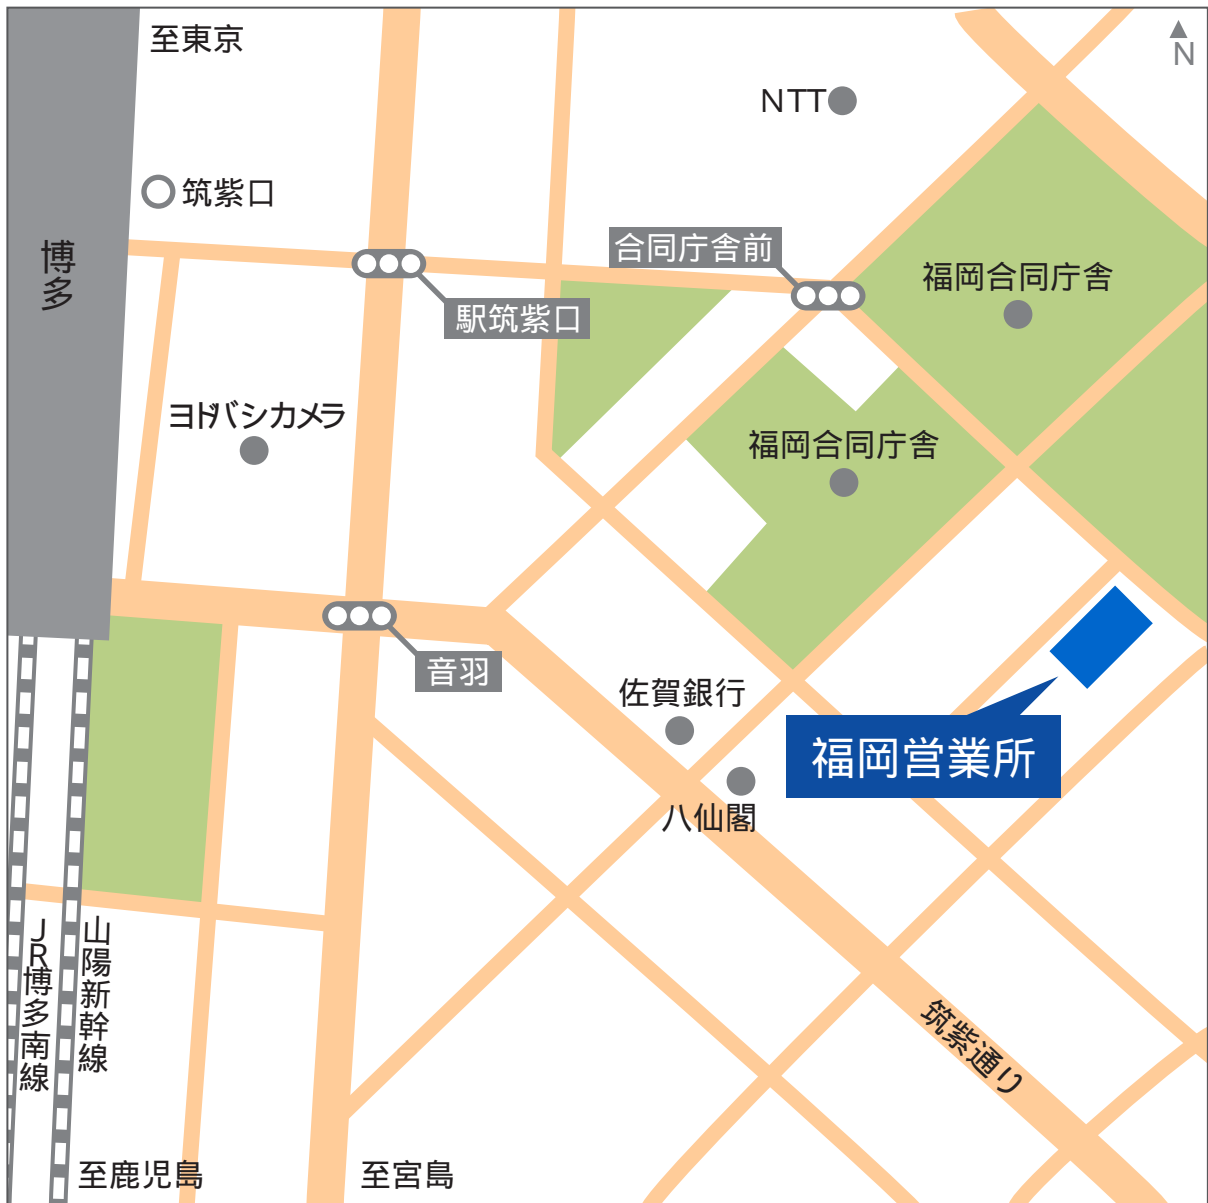 至東京
N
NTT
筑紫口
博多
合同庁舎前
福岡合同庁舎
駅筑紫口
ヨドバシカメラ
福岡合同庁舎
音羽
佐賀銀行
福岡営業所
八仙閣
JR博多南線
山陽新幹線
筑紫通り
至鹿児島
至宮島